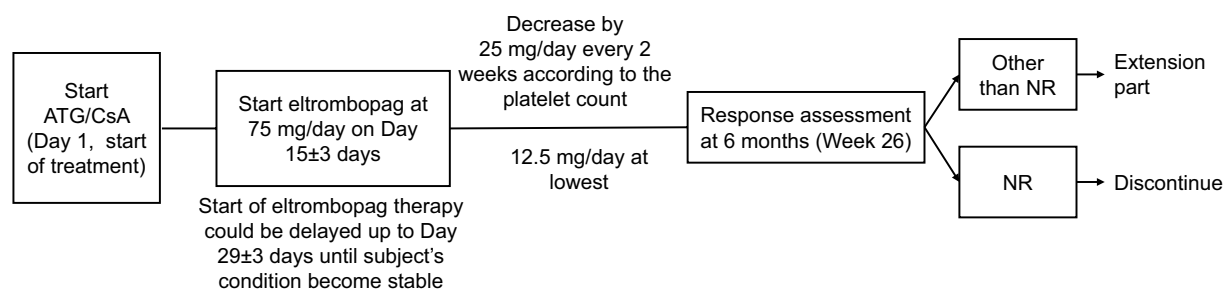 Start
ATG/CsA
(Day 1, start
of treatment)
Start eltrombopag at
75 mg/day on Day
15±3 days
Start of eltrombopag therapy
could be delayed up to Day
29±3 days until subject's
condition become stable
Decrease by
25 mg/day every 2
weeks according to the
platelet count
12.5 mg/day at
lowest
Response assessment
at 6 months (Week 26)
Other
than NR
Extension
part
NR
Discontinue